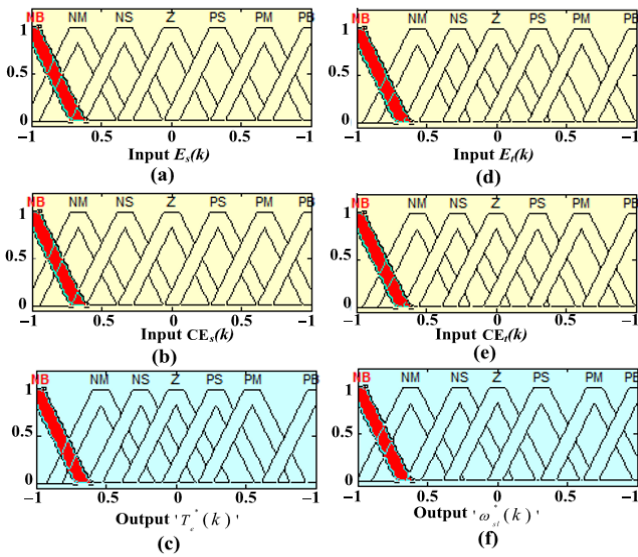 NB NM NS Z PS PM PB
1
0.5
0
−1 0.5 0 0.5 −1
Input E_s(k)
(a)
NB NM NS Z PS PM PB
1
0.5
0
−1 0.5 0 0.5 −1
Input E_t(k)
(d)
NB NM NS Z PS PM PB
1
0.5
0
−1 0.5 0 0.5 −1
Input CE_s(k)
(b)
NB NM NS Z PS PM PB
1
0.5
0
−1 0.5 0 0.5 −1
Input CE_t(k)
(e)
NB NM NS Z PS PM PB
1
0.5
0
−1 0.5 0 0.5 −1
Output 'T_e^*(k) '
(c)
NB NM NS Z PS PM PB
1
0.5
0
−1 0.5 0 0.5 −1
Output 'ω_sl^*(k) '
(f)